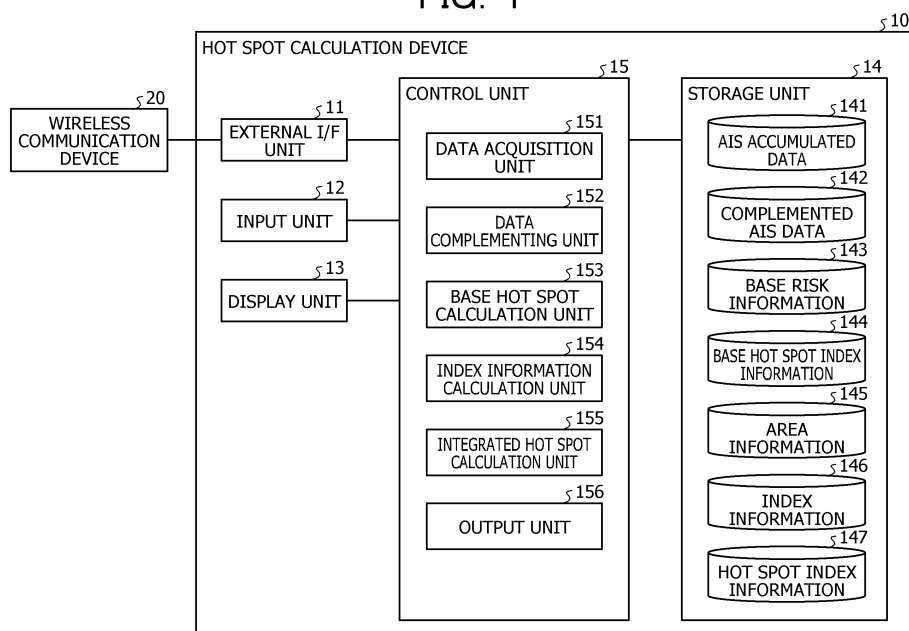 10
HOT SPOT CALCULATION DEVICE
20
WIRELESS
COMMUNICATION
DEVICE
11
EXTERNAL I/F
UNIT
12
INPUT UNIT
13
DISPLAY UNIT
15
CONTROL UNIT
151
DATA ACQUISITION
UNIT
152
DATA
COMPLEMENTING UNIT
153
BASE HOT SPOT
CALCULATION UNIT
154
INDEX INFORMATION
CALCULATION UNIT
155
INTEGRATED HOT SPOT
CALCULATION UNIT
156
OUTPUT UNIT
14
STORAGE UNIT
141
AIS ACCUMULATED
DATA
142
COMPLEMENTED
AIS DATA
143
BASE RISK
INFORMATION
144
BASE HOT SPOT INDEX
INFORMATION
145
AREA
INFORMATION
146
INDEX
INFORMATION
147
HOT SPOT INDEX
INFORMATION